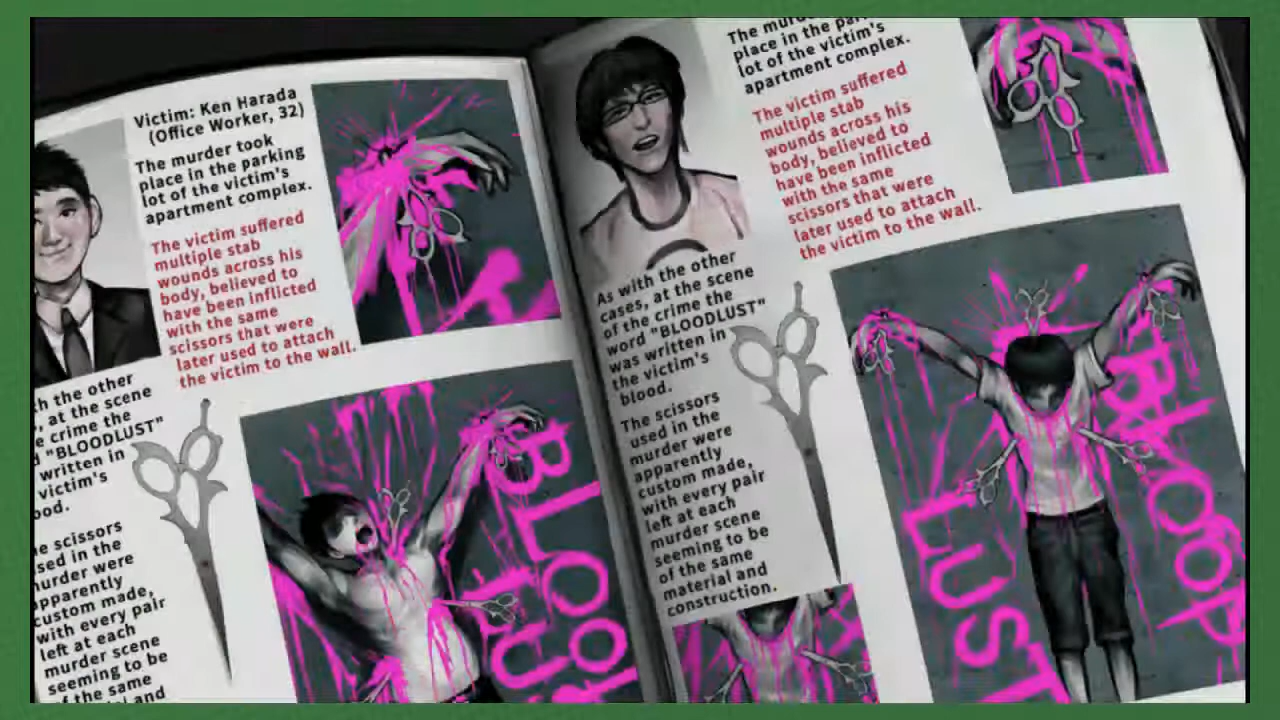 Victim: Ken Harada
(Office Worker, 32)
The murder took
place in the parking
lot of the victim's
apartment complex.
The victim suffered
multiple stab
wounds across his
body, believed to
have been inflicted
with the same
scissors that were
later used to attach
the victim to the wall.
the other
, at the scene
crime the
"BLOODLUST"
written in
victim's
scissors
in the
murder were
custom made,
with every pair
left at each
murder scene
seeming to be
of the same
and
BLOOD
LUS
place in the parking
lot of the victim's
apartment complex.
The victim suffered
multiple stab
wounds across his
body, believed to
have been inflicted
with the same
scissors that were
later used to attach
the victim to the wall.
As with the other
cases, at the scene
of the crime the
word "BLOODLUST"
was written in
the victim's
blood.
The scissors
used in the
murder were
apparently
custom made,
with every pair
left at each
murder scene
seeming to be
of the same
material and
construction.
BLOOD
LUST